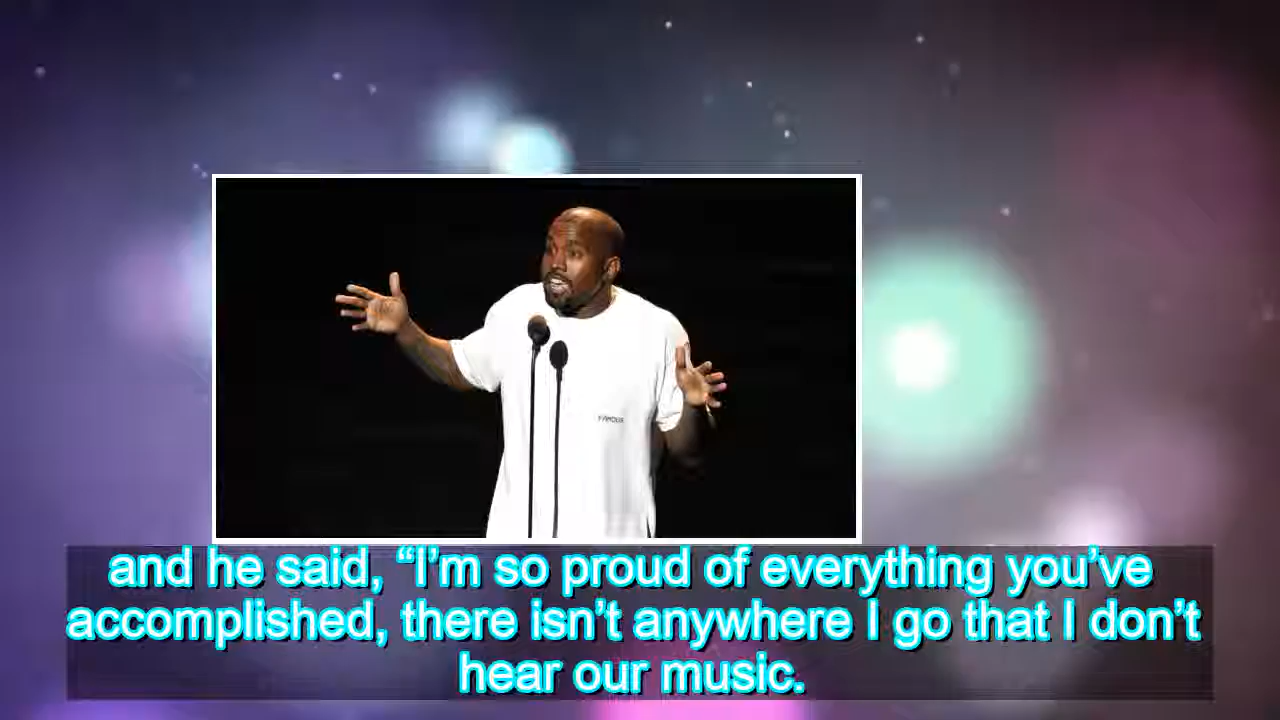 FAMOUS
and he said, “I’m so proud of everything you’ve
accomplished, there isn’t anywhere I go that I don’t
hear our music.